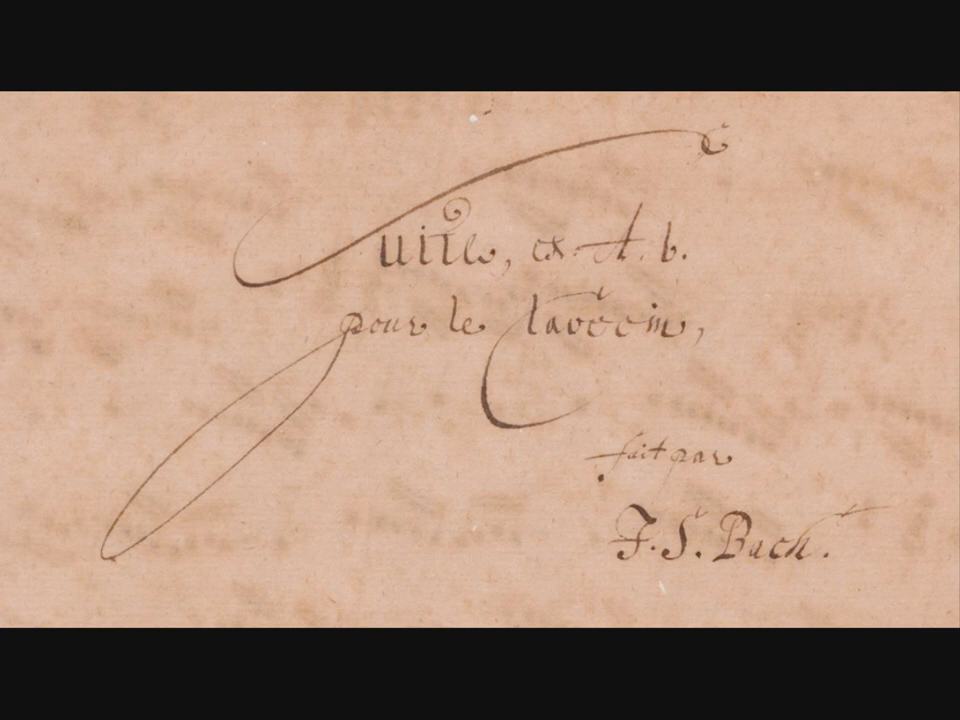 Suite, ex A. b.
pour le Clavecin,
fait par
J. S. Bach.